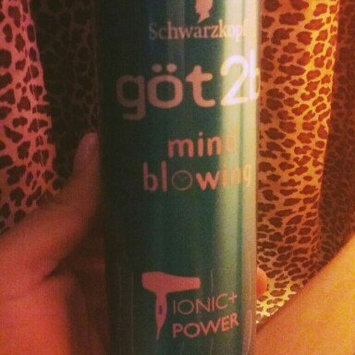 Schwarzkopf
göt2b
mind
blowing
IONIC+
POWER